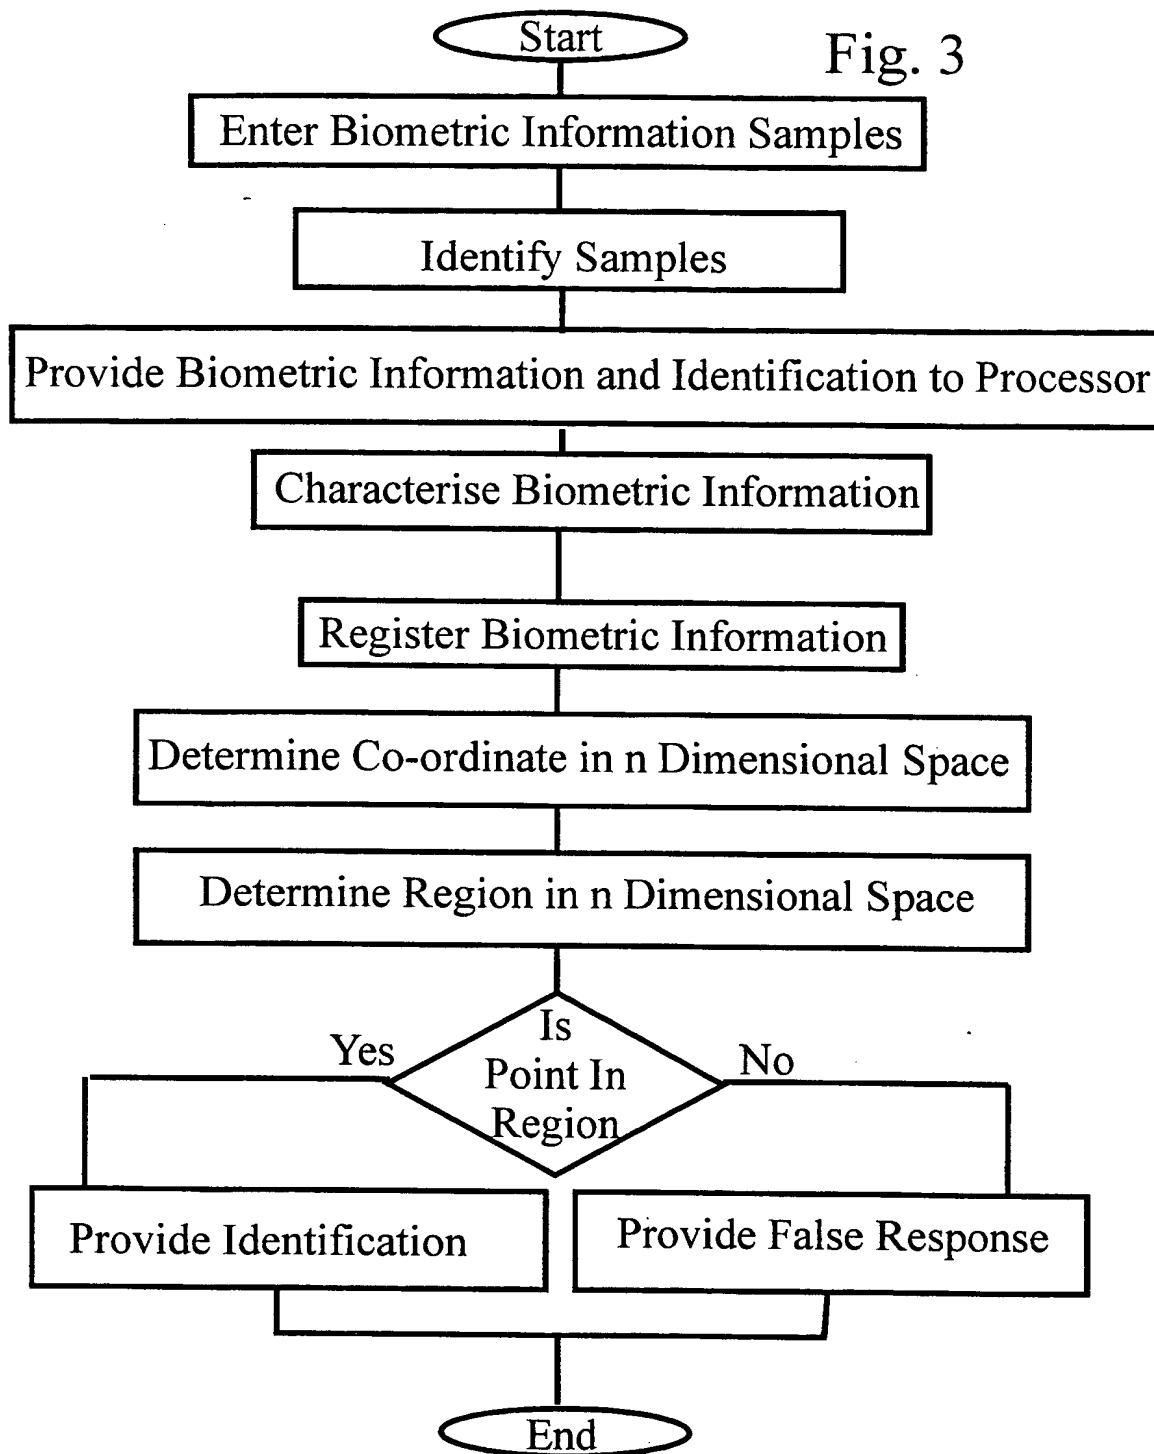 Start
Fig. 3
Enter Biometric Information Samples
Identify Samples
Provide Biometric Information and Identification to Processor
Characterise Biometric Information
Register Biometric Information
Determine Co-ordinate in n Dimensional Space
Determine Region in n Dimensional Space
Is
Point In
Region
Yes
No
Provide Identification
Provide False Response
End